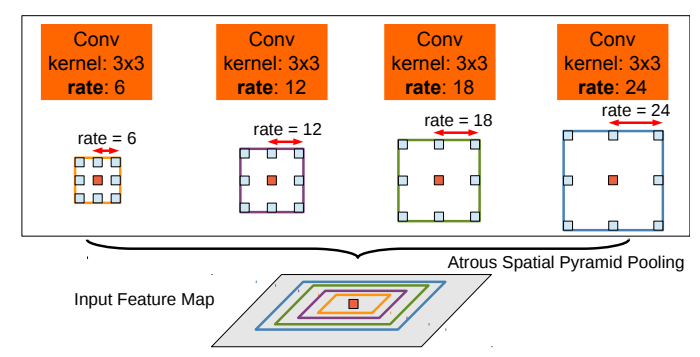 Conv
kernel: 3x3
rate: 6
Conv
kernel: 3x3
rate: 12
Conv
kernel: 3x3
rate: 18
Conv
kernel: 3x3
rate: 24
rate = 6
rate = 12
rate = 18
rate = 24
Atrous Spatial Pyramid Pooling
Input Feature Map